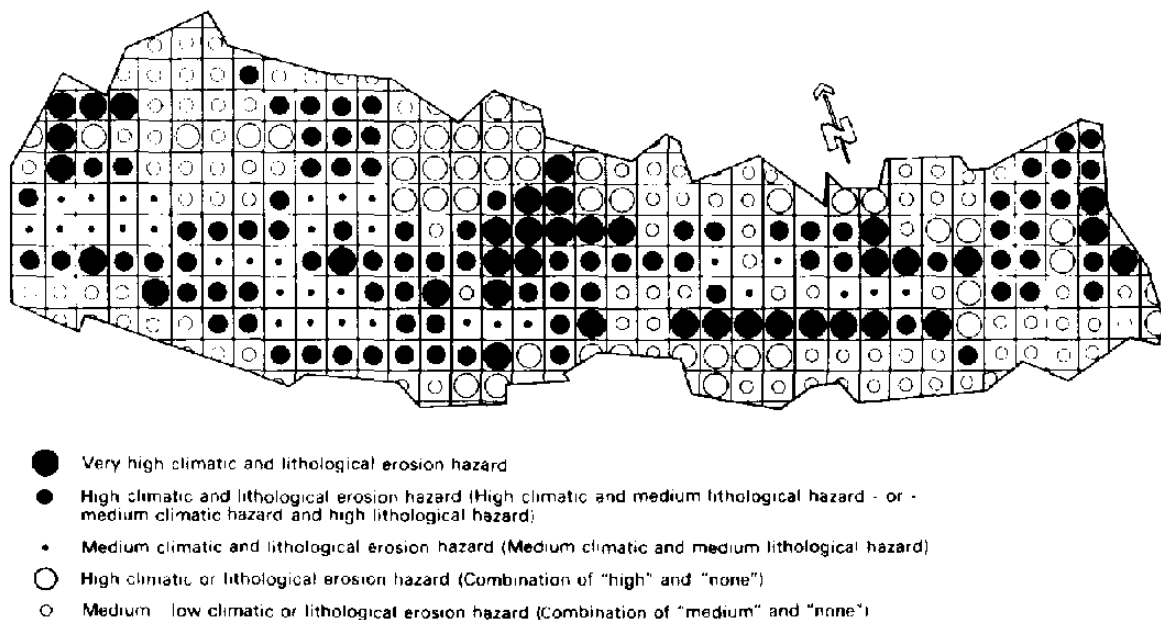 N
Very high climatic and lithological erosion hazard
High climatic and lithological erosion hazard (High climatic and medium lithological hazard - or -
medium climatic hazard and high lithological hazard)
Medium climatic and lithological erosion hazard (Medium climatic and medium lithological hazard)
High climatic or lithological erosion hazard (Combination of "high" and "none")
Medium low climatic or lithological erosion hazard (Combination of "medium" and "none")